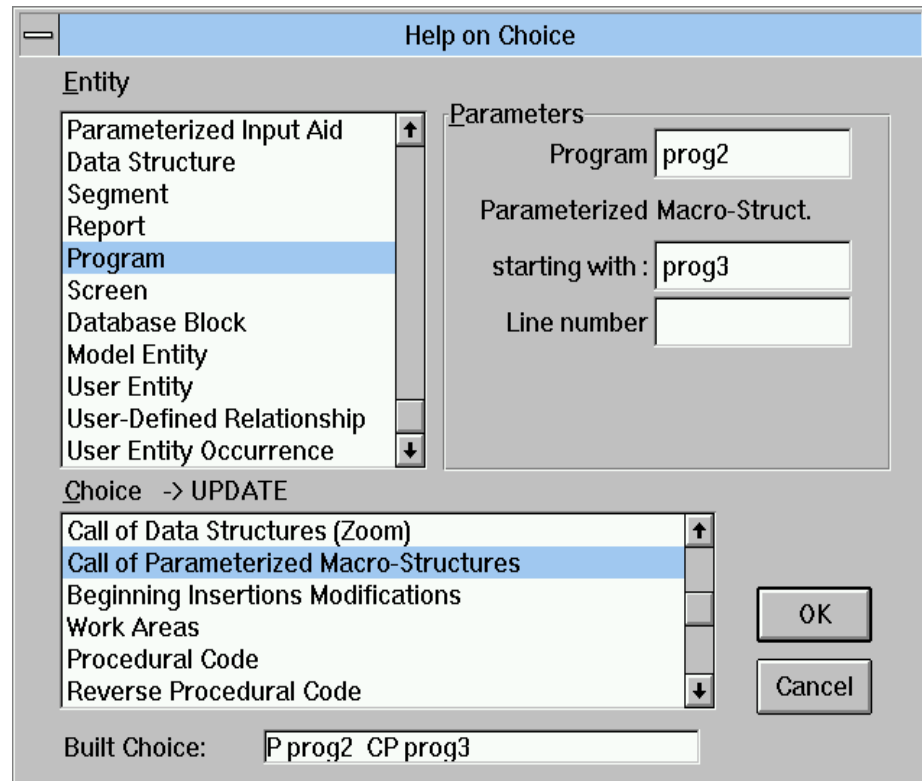 Help on Choice
Entity
Parameterized Input Aid
Data Structure
Segment
Report
Program
Screen
Database Block
Model Entity
User Entity
User-Defined Relationship
User Entity Occurrence
Parameters
Program prog2
Parameterized Macro-Struct.
starting with : prog3
Line number
Choice -> UPDATE
Call of Data Structures (Zoom)
Call of Parameterized Macro-Structures
Beginning Insertions Modifications
Work Areas
Procedural Code
Reverse Procedural Code
OK
Cancel
Built Choice: P prog2 CP prog3